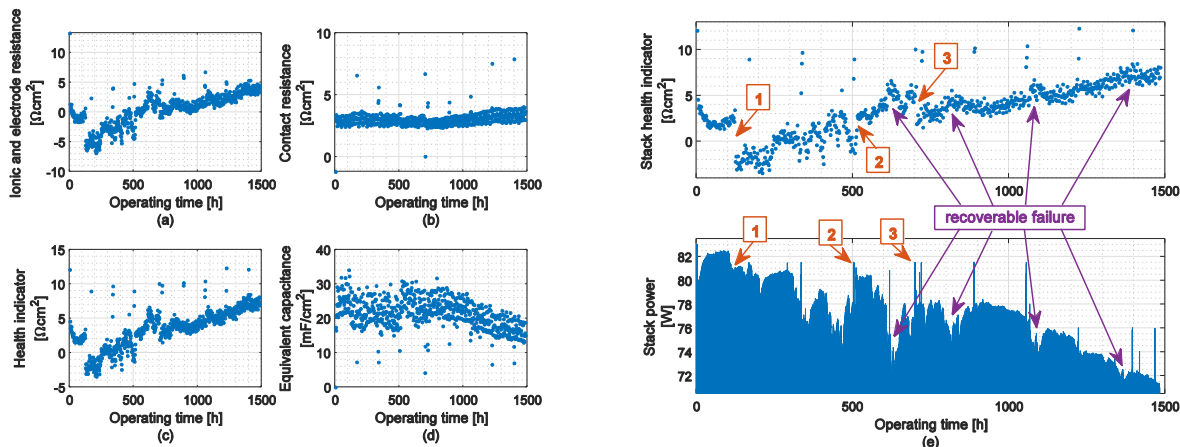 Ionic and electrode resistance
[Ωcm²]
10
5
0
-5
-10
0
500
1000
1500
Operating time [h]
(a)
Contact resistance
[Ωcm²]
10
5
0
0
500
1000
1500
Operating time [h]
(b)
Health indicator
[Ωcm²]
15
10
5
0
-5
0
500
1000
1500
Operating time [h]
(c)
Equivalent capacitance
[mF/cm²]
40
30
20
10
0
0
500
1000
1500
Operating time [h]
(d)
Stack health indicator
[Ωcm²]
10
5
0
1
2
3
0
500
1000
1500
recoverable failure
Stack power
[W]
82
80
78
76
74
72
1
2
3
0
500
1000
1500
Operating time [h]
(e)